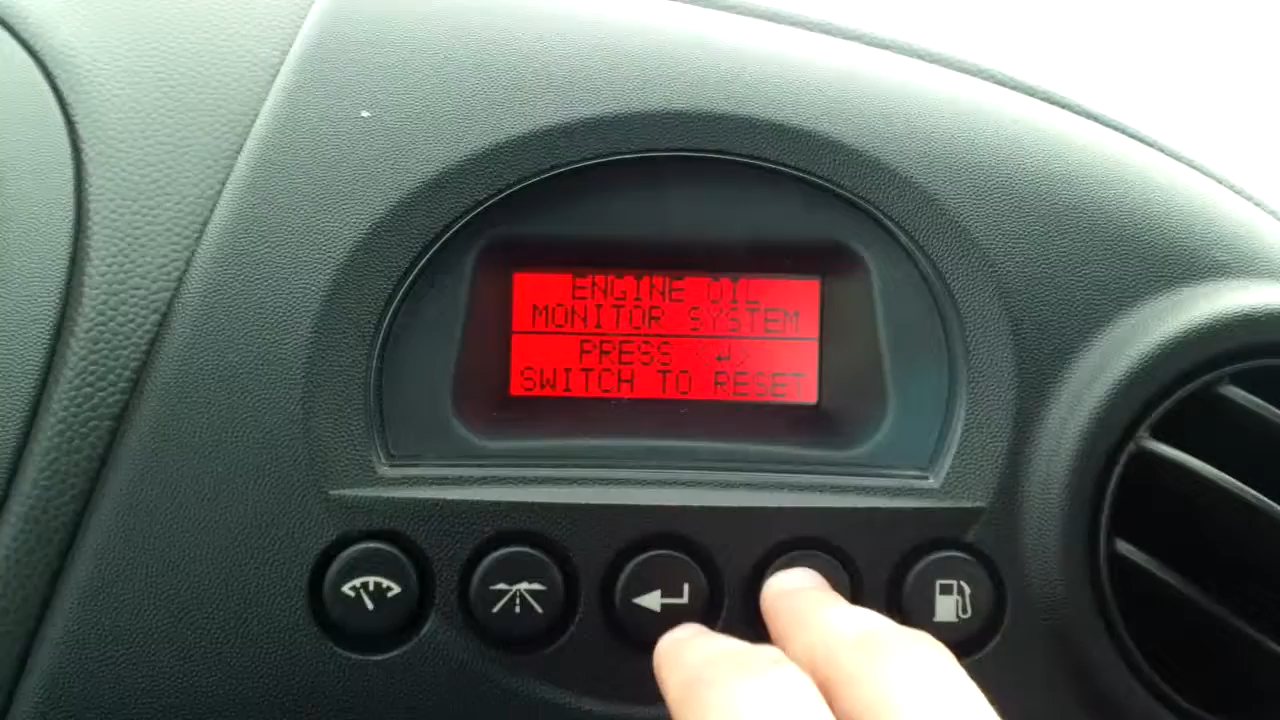 ENGINE OIL
MONITOR SYSTEM
PRESS ↵
SWITCH TO RESET